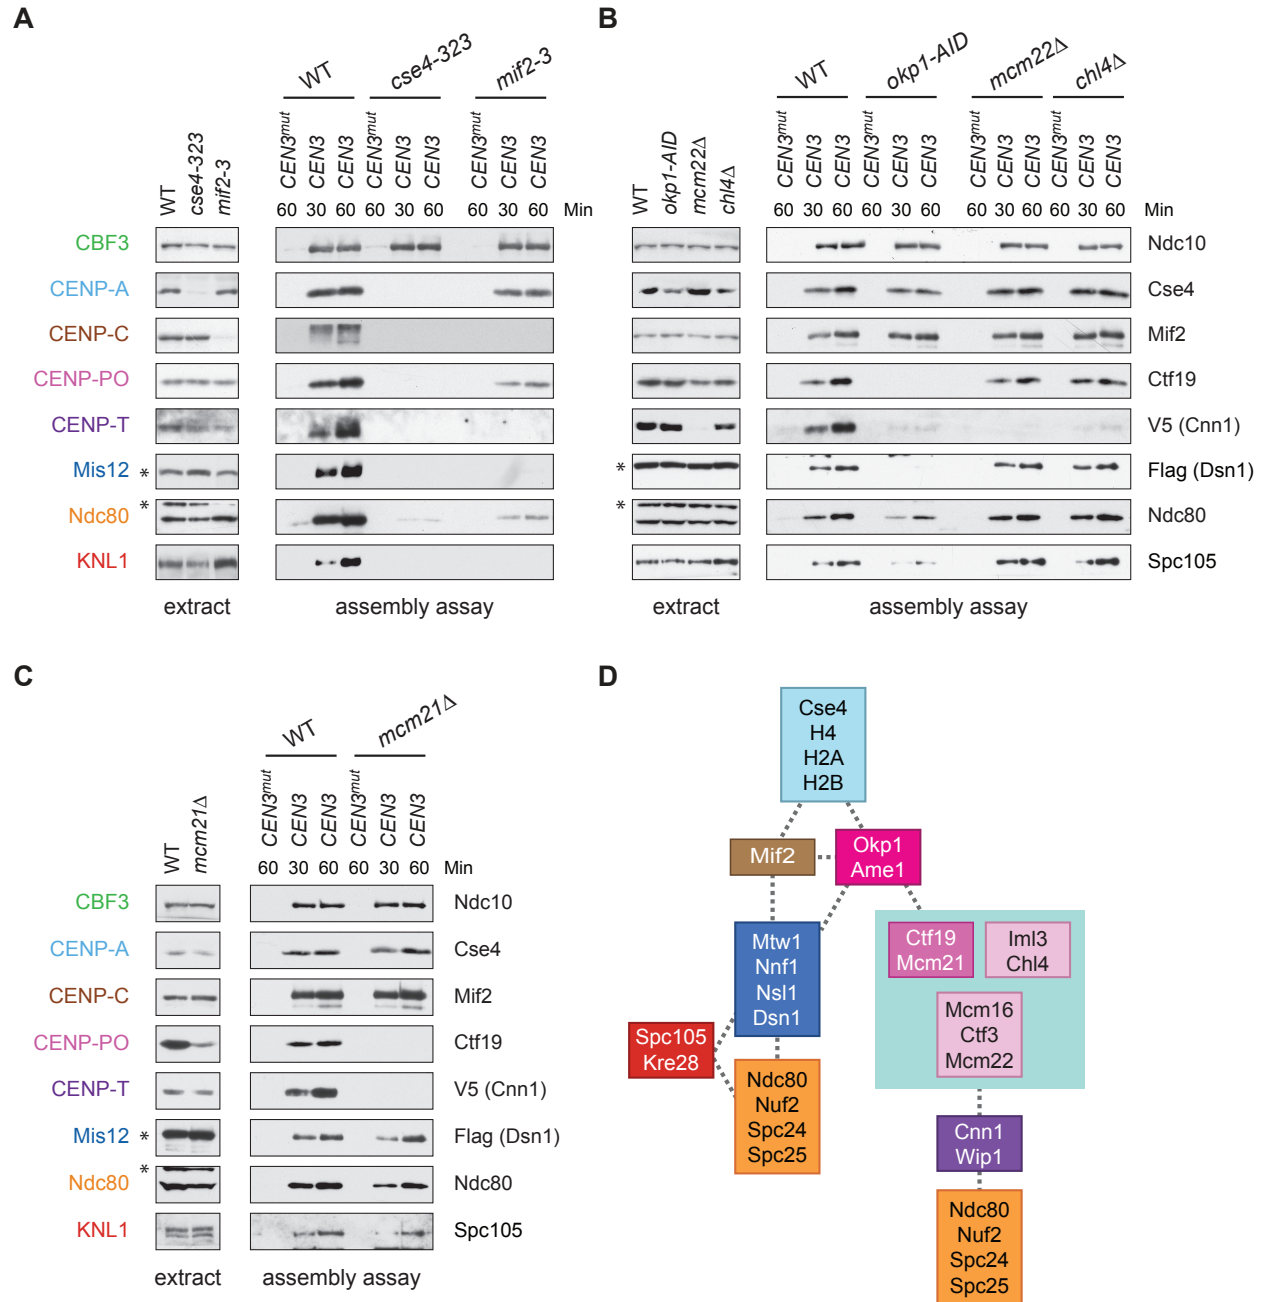 A
WT
cse4-323
mif2-3
WT
cse4-323
mif2-3
CEN3mut
CEN3
CEN3
CEN3mut
CEN3
CEN3
CEN3mut
CEN3
CEN3
60 30 60 60 30 60 60 30 60 Min
CBF3
CENP-A
CENP-C
CENP-PO
CENP-T
Mis12 *
* Ndc80
KNL1
extract
assembly assay
B
WT
okp1-AID
mcm22Δ
chl4Δ
WT
okp1-AID
mcm22Δ
chl4Δ
CEN3mut
CEN3
CEN3
CEN3mut
CEN3
CEN3
CEN3mut
CEN3
CEN3
CEN3
CEN3
60 30 60 60 30 60 60 30 60 30 60 Min
Ndc10
Cse4
Mif2
Ctf19
V5 (Cnn1)
* Flag (Dsn1)
* Ndc80
Spc105
extract
assembly assay
C
WT
mcm21Δ
WT
mcm21Δ
CEN3mut
CEN3
CEN3
CEN3mut
CEN3
CEN3
60 30 60 60 30 60 Min
CBF3 Ndc10
CENP-A Cse4
CENP-C Mif2
CENP-PO Ctf19
CENP-T V5 (Cnn1)
Mis12 * Flag (Dsn1)
*
Ndc80 Ndc80
KNL1 Spc105
extract
assembly assay
D
Cse4
H4
H2A
H2B
Mif2
Okp1
Ame1
Mtw1
Nnf1
Nsl1
Dsn1
Ctf19
Mcm21
Iml3
Chl4
Mcm16
Ctf3
Mcm22
Spc105
Kre28
Ndc80
Nuf2
Spc24
Spc25
Cnn1
Wip1
Ndc80
Nuf2
Spc24
Spc25